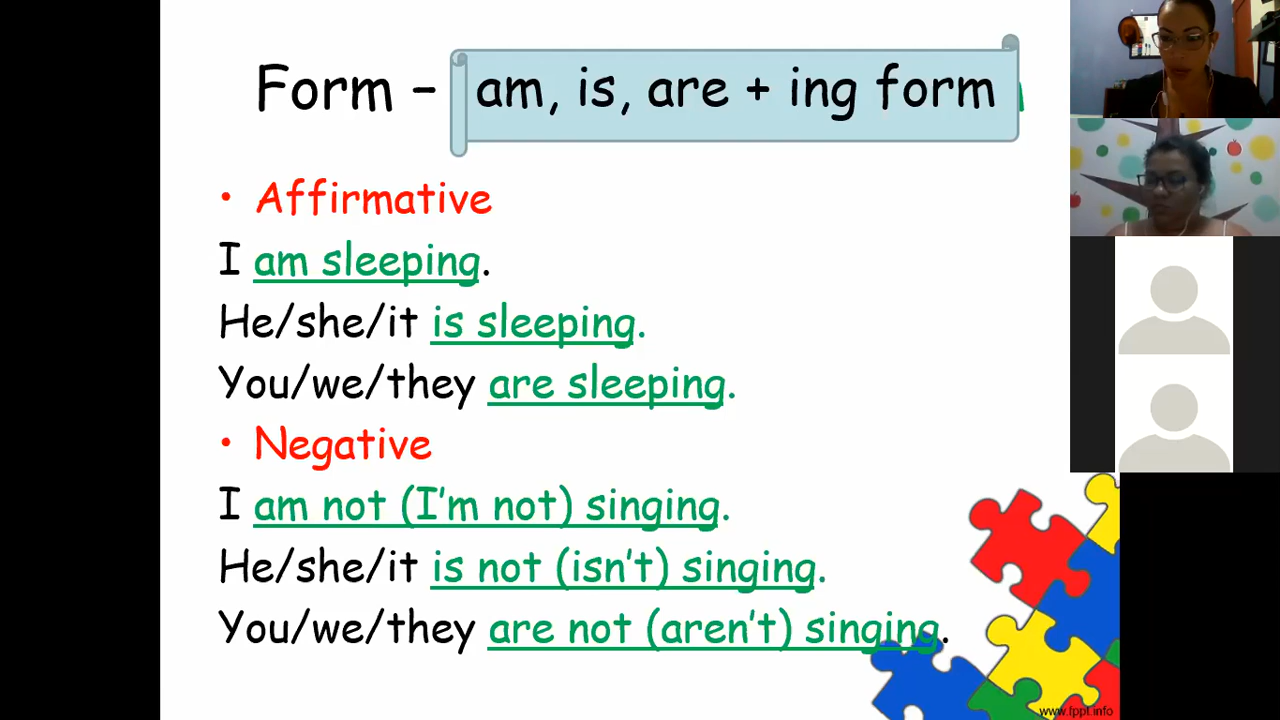 Form – am, is, are + ing form
• Affirmative
I am sleeping.
He/she/it is sleeping.
You/we/they are sleeping.
• Negative
I am not (I’m not) singing.
He/she/it is not (isn’t) singing.
You/we/they are not (aren’t) singing.
www.fppt.info